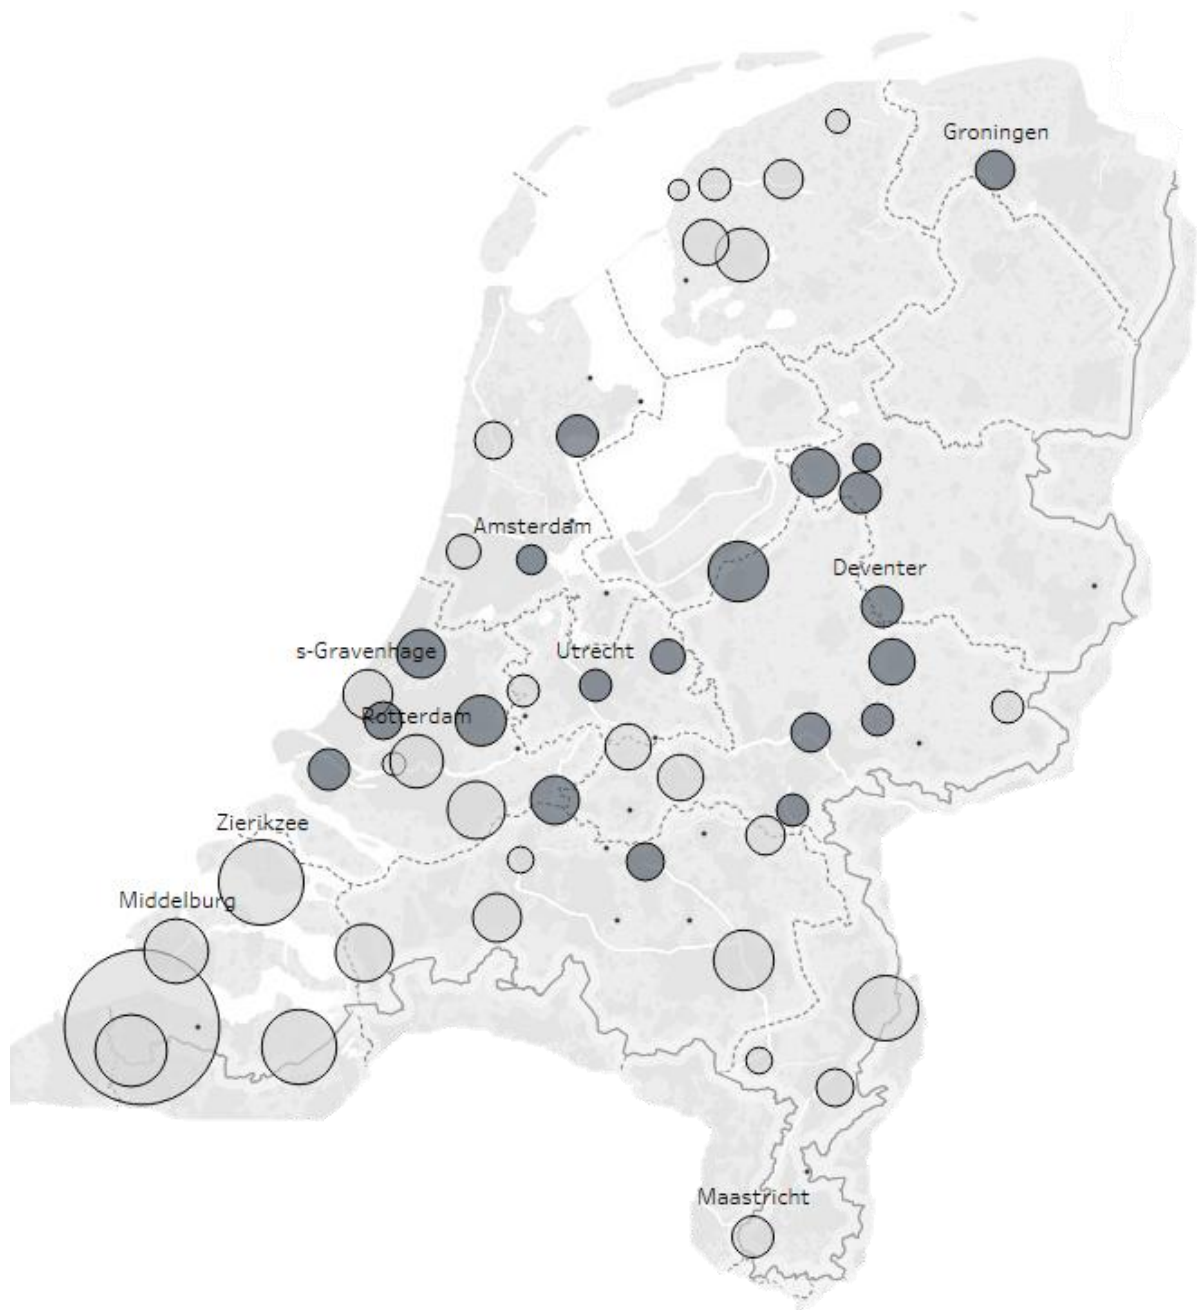 Groningen
Amsterdam
Deventer
s-Gravenhage
Utrecht
Rotterdam
Zierikzee
Middelburg
Maastricht